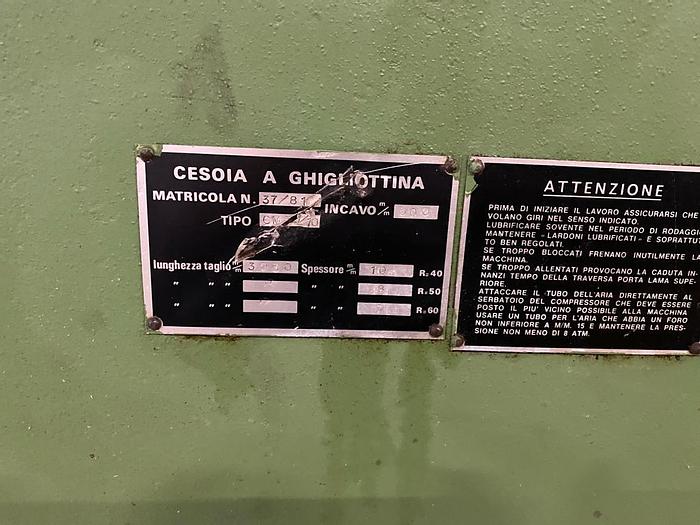 CESOIA A GHIGLIOTTINA
MATRICOLA N. 37/81 INCAVO m/m
TIPO
lunghezza taglio m/m Spessore m/m 10 R.40
" " " " " 8 R.50
" " " " " R.60
ATTENZIONE
PRIMA DI INIZIARE IL LAVORO ASSICURARSI CHE
VOLANO GIRI NEL SENSO INDICATO.
LUBRIFICARE SOVENTE NEL PERIODO DI RODAGGIO
MANTENERE -LARDONI LUBRIFICATI- E SOPRATTU
TO BEN REGOLATI.
SE TROPPO BLOCCATI FRENANO INUTILMENTE LA
MACCHINA.
SE TROPPO ALLENTATI PROVOCANO LA CADUTA IN
NANZI TEMPO DELLA TRAVERSA PORTA LAMA SUPE-
RIORE.
ATTACCARE IL TUBO DELL'ARIA DIRETTAMENTE AL
SERBATOIO DEL COMPRESSORE CHE DEVE ESSERE
POSTO IL PIU' VICINO POSSIBILE ALLA MACCHINA
USARE UN TUBO PER L'ARIA CHE ABBIA UN FORO
NON INFERIORE A M/M. 15 E MANTENERE LA PRES-
SIONE NON MENO DI 8 ATM.